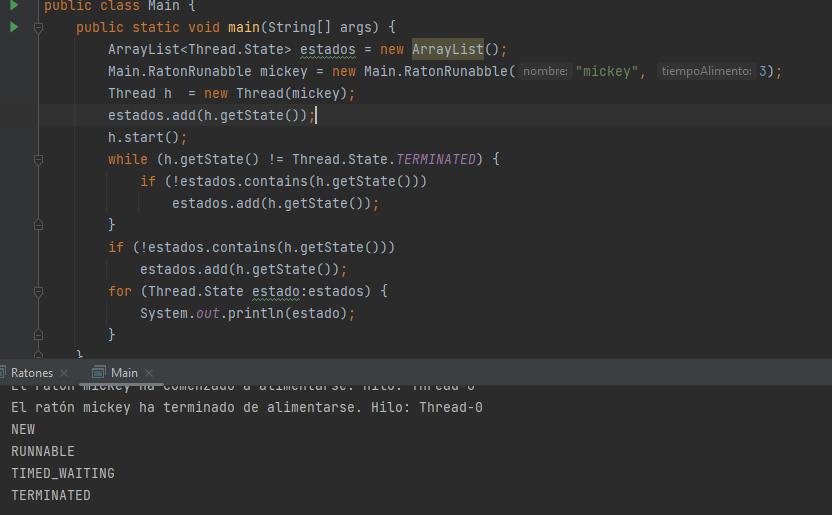 public class Main {
public static void main(String[] args) {
ArrayList<Thread.State> estados = new ArrayList();
Main.RatonRunabble mickey = new Main.RatonRunabble( nombre: "mickey", tiempoAlimento: 3);
Thread h  = new Thread(mickey);
estados.add(h.getState());
h.start();
while (h.getState() != Thread.State.TERMINATED) {
if (!estados.contains(h.getState()))
estados.add(h.getState());
}
if (!estados.contains(h.getState()))
estados.add(h.getState());
for (Thread.State estado:estados) {
System.out.println(estado);
}
}
Ratones × Main ×
El ratón mickey ha comenzado a alimentarse. Hilo: Thread-0
El ratón mickey ha terminado de alimentarse. Hilo: Thread-0
NEW
RUNNABLE
TIMED_WAITING
TERMINATED